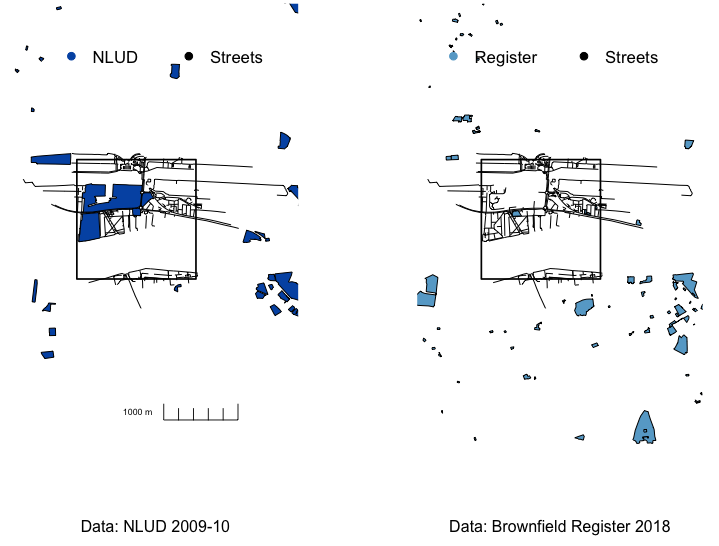 NLUD Streets
Register Streets
1000 m
Data: NLUD 2009-10
Data: Brownfield Register 2018